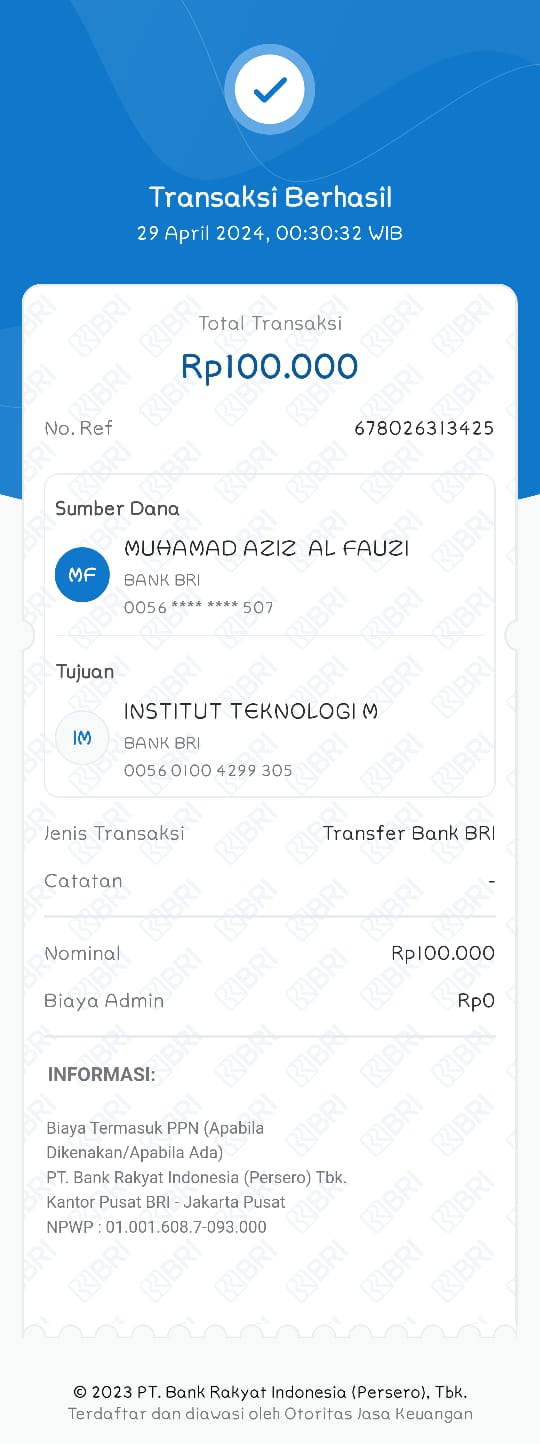 Transaksi Berhasil
29 April 2024, 00:30:32 WIB
Total Transaksi
Rp100.000
No. Ref 678026313425
Sumber Dana
MF
MUHAMAD AZIZ AL FAUZI
BANK BRI
0056 **** **** 507
Tujuan
IM
INSTITUT TEKNOLOGI M
BANK BRI
0056 0100 4299 305
Jenis Transaksi Transfer Bank BRI
Catatan -
Nominal Rp100.000
Biaya Admin Rp0
INFORMASI:
Biaya Termasuk PPN (Apabila
Dikenakan/Apabila Ada)
PT. Bank Rakyat Indonesia (Persero) Tbk.
Kantor Pusat BRI - Jakarta Pusat
NPWP : 01.001.608.7-093.000
© 2023 PT. Bank Rakyat Indonesia (Persero), Tbk.
Terdaftar dan diawasi oleh Otoritas Jasa Keuangan